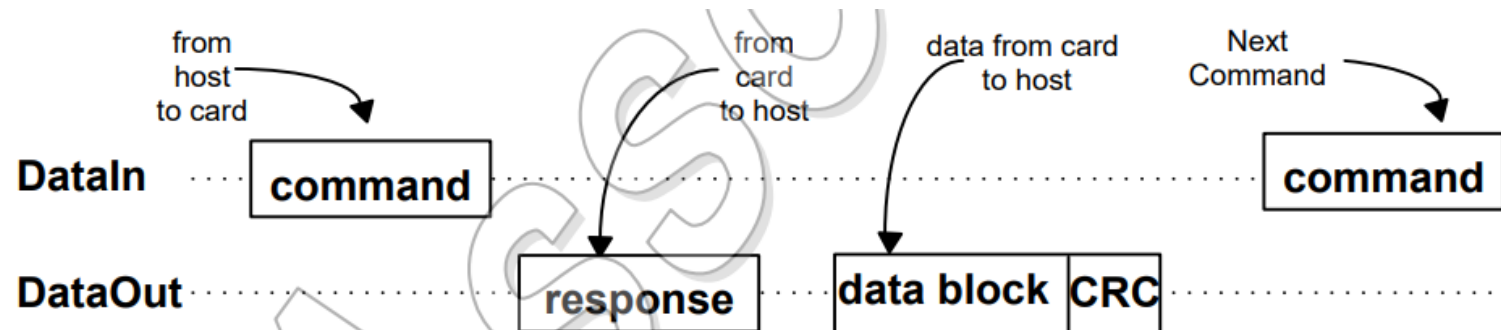 from
host
to card
from
card
to host
data from card
to host
Next
Command
DataIn
command
command
DataOut
response
data block
CRC